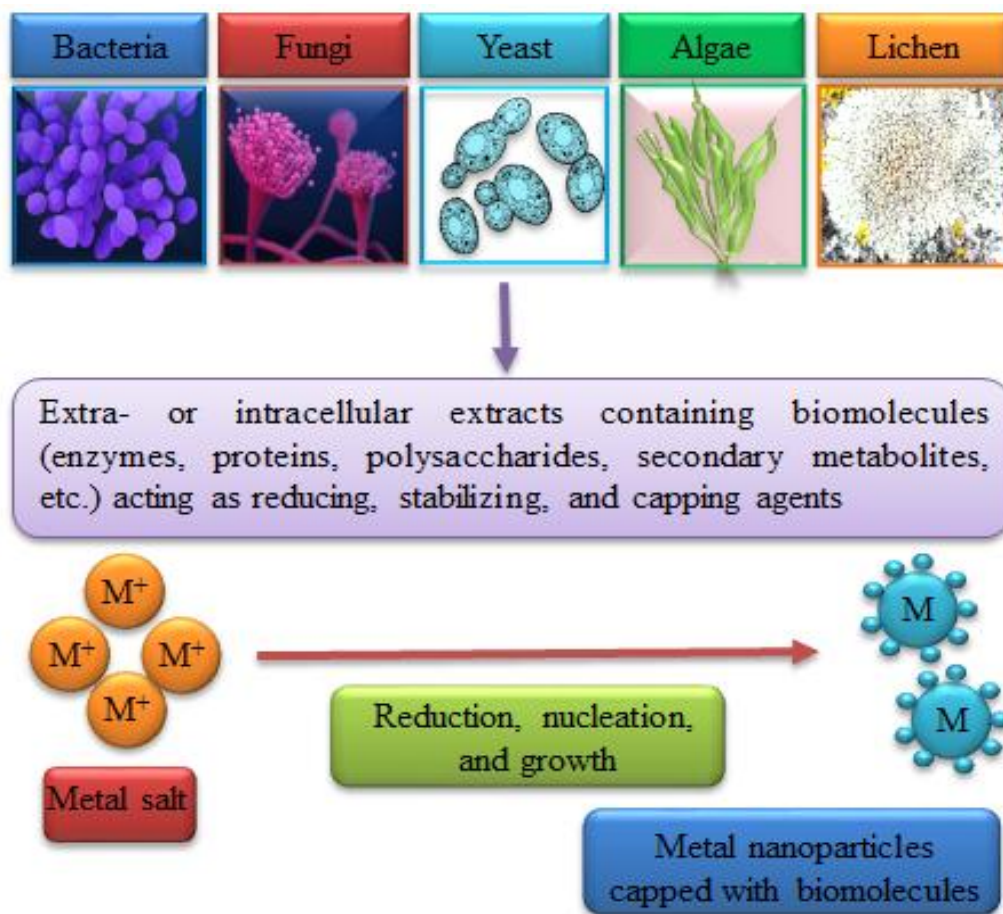 Bacteria
Fungi
Yeast
Algae
Lichen
Extra- or intracellular extracts containing biomolecules
(enzymes, proteins, polysaccharides, secondary metabolites,
etc.) acting as reducing, stabilizing, and capping agents
M⁺
M⁺
M⁺
M⁺
M
M
Reduction, nucleation,
and growth
Metal salt
Metal nanoparticles
capped with biomolecules